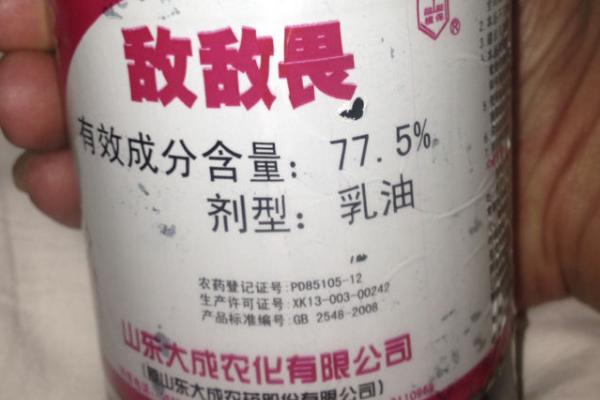 敌敌畏
有效成分含量: 77.5%
剂型: 乳油
农药登记证号:PD85105-12
生产许可证号:XK13-003-00242
产品标准编号:GB 2548-2008
山东大成农化有限公司
山东大成农药股份有限公司)